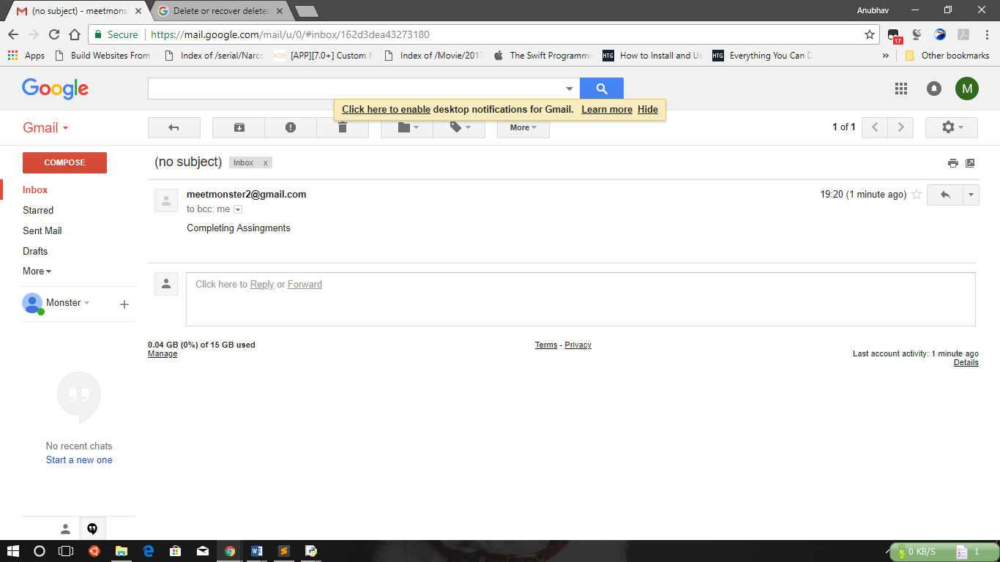 (no subject) - meetmons
Delete or recover delete
Anubhav
Secure https://mail.google.com/mail/u/0/#inbox/162d3dea43273180
17
Apps Build Websites From Index of /serial/Narc [APP][7.0+] Custom Index of /Movie/2017 The Swift Programmi HTG How to Install and Us HTG Everything You Can D » Other bookmarks
xda
Google
M
Click here to enable desktop notifications for Gmail. Learn more Hide
Gmail
More
1 of 1
COMPOSE
(no subject) Inbox x
Inbox
Starred
Sent Mail
Drafts
More
meetmonster2@gmail.com
19:20 (1 minute ago)
to bcc: me
Completing Assingments
Click here to Reply or Forward
Monster
0.04 GB (0%) of 15 GB used
Manage
Terms - Privacy
Last account activity: 1 minute ago
Details
No recent chats
Start a new one
0 KB/S 1